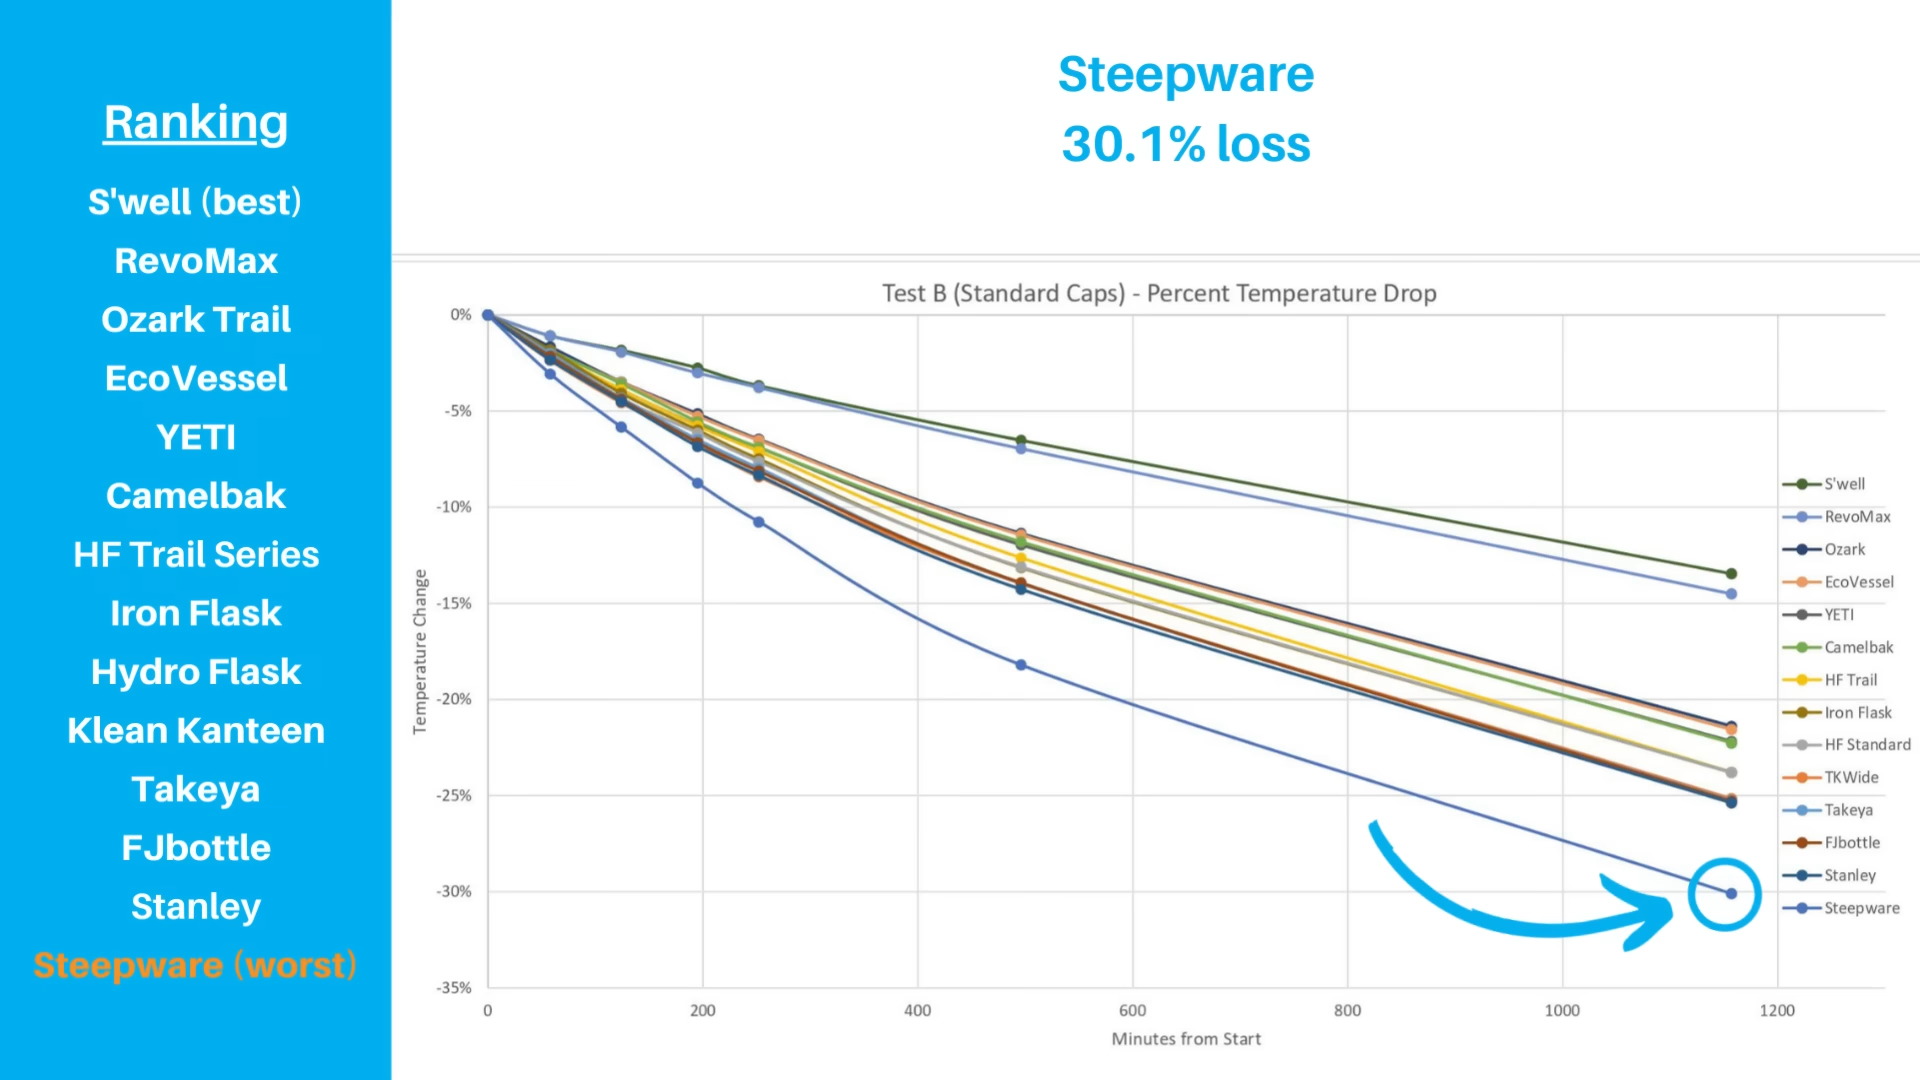 Ranking
S'well (best)
RevoMax
Ozark Trail
EcoVessel
YETI
Camelbak
HF Trail Series
Iron Flask
Hydro Flask
Klean Kanteen
Takeya
FJbottle
Stanley
Steepware (worst)
Steepware
30.1% loss
Test B (Standard Caps) - Percent Temperature Drop
0%
-5%
-10%
-15%
-20%
-25%
-30%
-35%
Temperature Change
0
200
400
600
800
1000
1200
Minutes from Start
S'well
RevoMax
Ozark
EcoVessel
YETI
Camelbak
HF Trail
Iron Flask
HF Standard
TKWide
Takeya
FJbottle
Stanley
Steepware